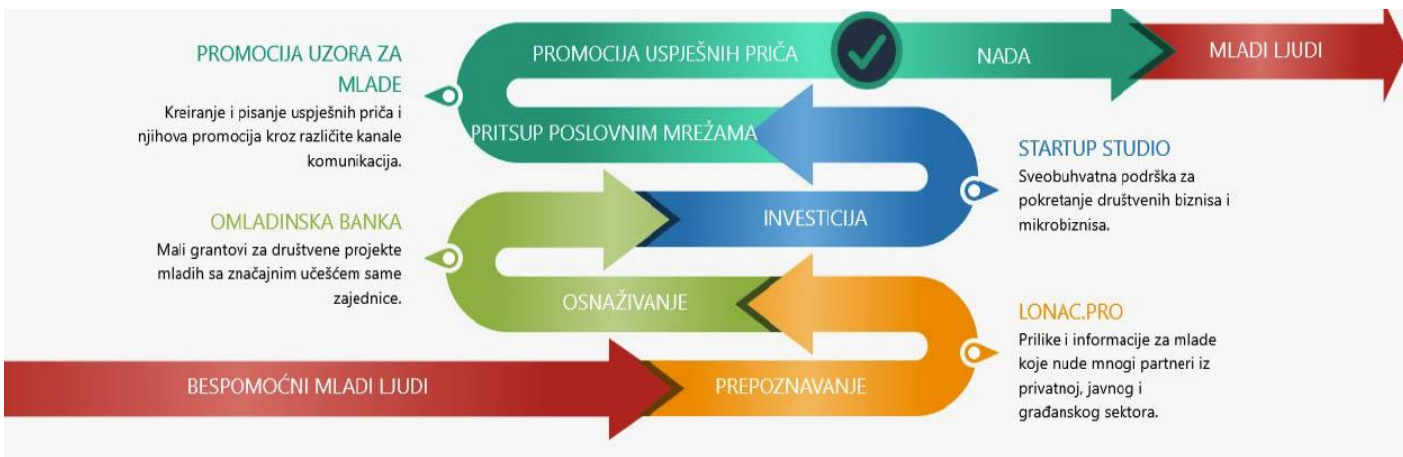 PROMOCIJA UZORA ZA
MLADE
Kreiranje i pisanje uspješnih priča i
njihova promocija kroz različite kanale
komunikacija.
PROMOCIJA USPJEŠNIH PRIČA
NADA
MLADI LJUDI
PRITSUP POSLOVNIM MREŽAMA
STARTUP STUDIO
Sveobuhvatna podrška za
pokretanje društvenih biznisa i
mikrobiznisa.
OMLADINSKA BANKA
Mali grantovi za društvene projekte
mladih sa značajnim učešćem same
zajednice.
INVESTICIJA
OSNAŽIVANJE
LONAC.PRO
Prilike i informacije za mlade
koje nude mnogi partneri iz
privatnoj, javnog i
građanskog sektora.
BESPOMOĆNI MLADI LJUDI
PREPOZNAVANJE